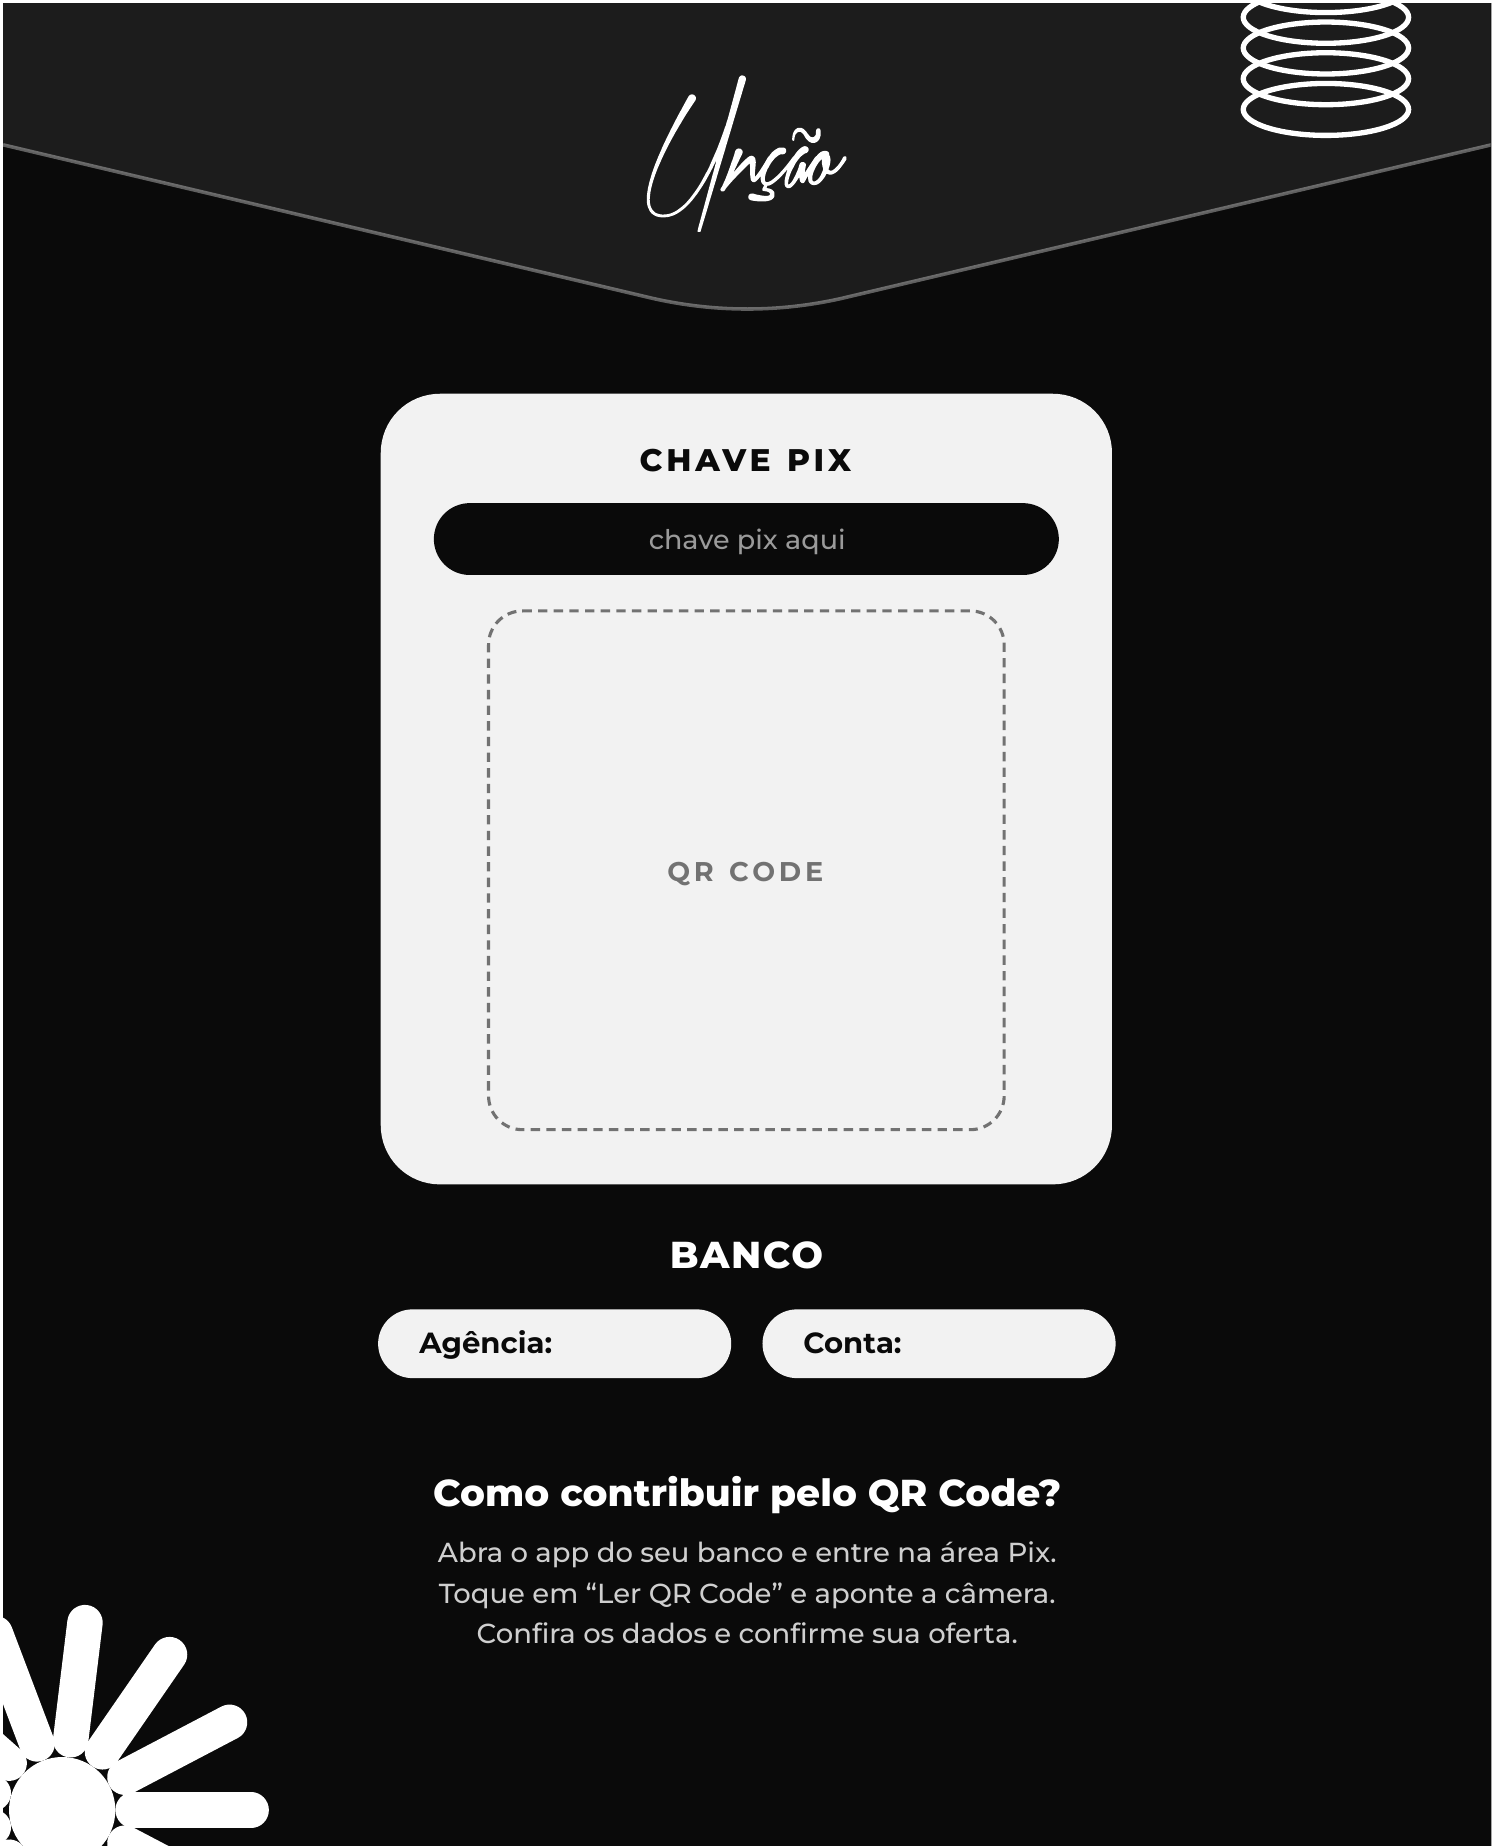 Unção
CHAVE PIX
chave pix aqui
QR CODE
BANCO
Agência:
Conta:
Como contribuir pelo QR Code?
Abra o app do seu banco e entre na área Pix.
Toque em “Ler QR Code” e aponte a câmera.
Confira os dados e confirme sua oferta.